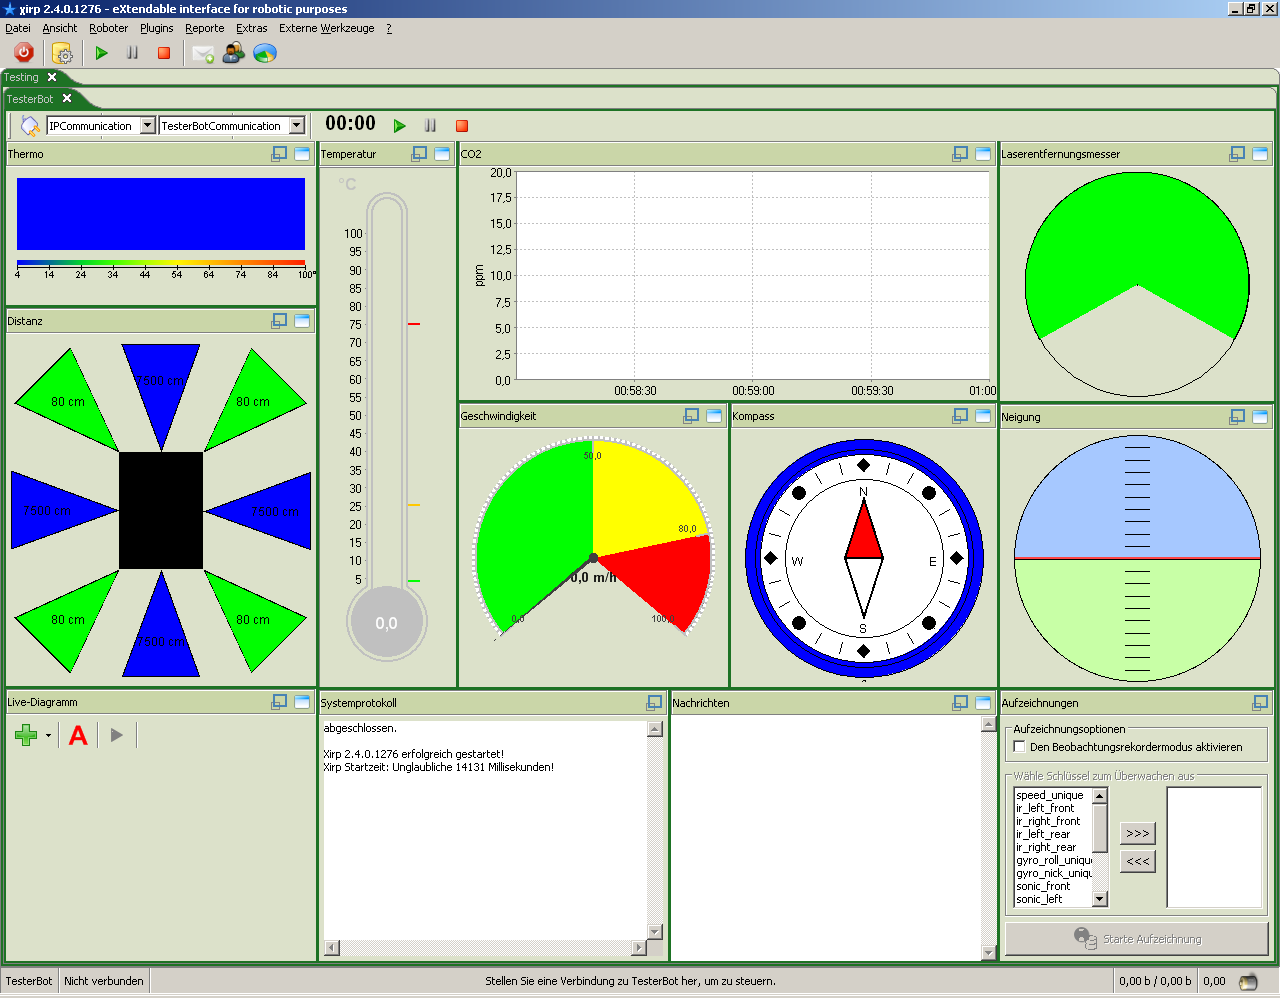 χirp 2.4.0.1276 - eXtendable interface for robotic purposes
Datei Ansicht Roboter Plugins Reporte Extras Externe Werkzeuge ?
Testing
TesterBot
IPCommunication TesterBotCommunication 00:00
Thermo
4 14 24 34 44 54 64 74 84 100°
Distanz
80 cm 7500 cm 80 cm
7500 cm 7500 cm
80 cm 7500 cm 80 cm
Temperatur
°C
100
95
90
85
80
75
70
65
60
55
50
45
40
35
30
25
20
15
10
5
0,0
CO2
ppm
20,0
17,5
15,0
12,5
10,0
7,5
5,0
2,5
0,0
00:58:30 00:59:00 00:59:30 01:00
Laserentfernungsmesser
Geschwindigkeit
50,0
80,0
0,0 m/h
0,0 100,
Kompass
N
W E
S
Neigung
Live-Diagramm
A
Systemprotokoll
abgeschlossen.
Xirp 2.4.0.1276 erfolgreich gestartet!
Xirp Startzeit: Unglaubliche 14131 Millisekunden!
Nachrichten
Aufzeichnungen
Aufzeichnungsoptionen
Den Beobachtungsrekordermodus aktivieren
Wähle Schlüssel zum Überwachen aus
speed_unique
ir_left_front
ir_right_front
ir_left_rear
ir_right_rear
gyro_roll_unique
gyro_nick_uniqu
sonic_front
sonic_left
>>>
<<<
Starte Aufzeichnung
TesterBot Nicht verbunden Stellen Sie eine Verbindung zu TesterBot her, um zu steuern. 0,00 b / 0,00 b 0,00